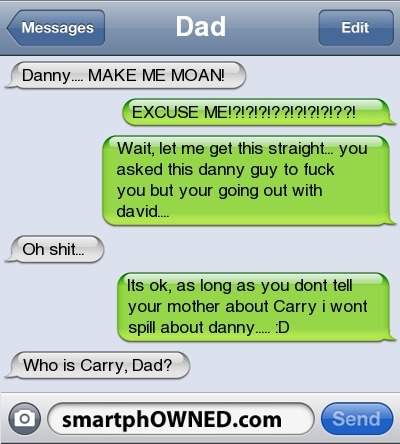 Messages
Dad
Edit
Danny.... MAKE ME MOAN!
EXCUSE ME!?!?!?!??!?!?!?!??!
Wait, let me get this straight... you
asked this danny guy to fuck
you but your going out with
david....
Oh shit...
Its ok, as long as you dont tell
your mother about Carry i wont
spill about danny..... :D
Who is Carry, Dad?
smartphOWNED.com
Send